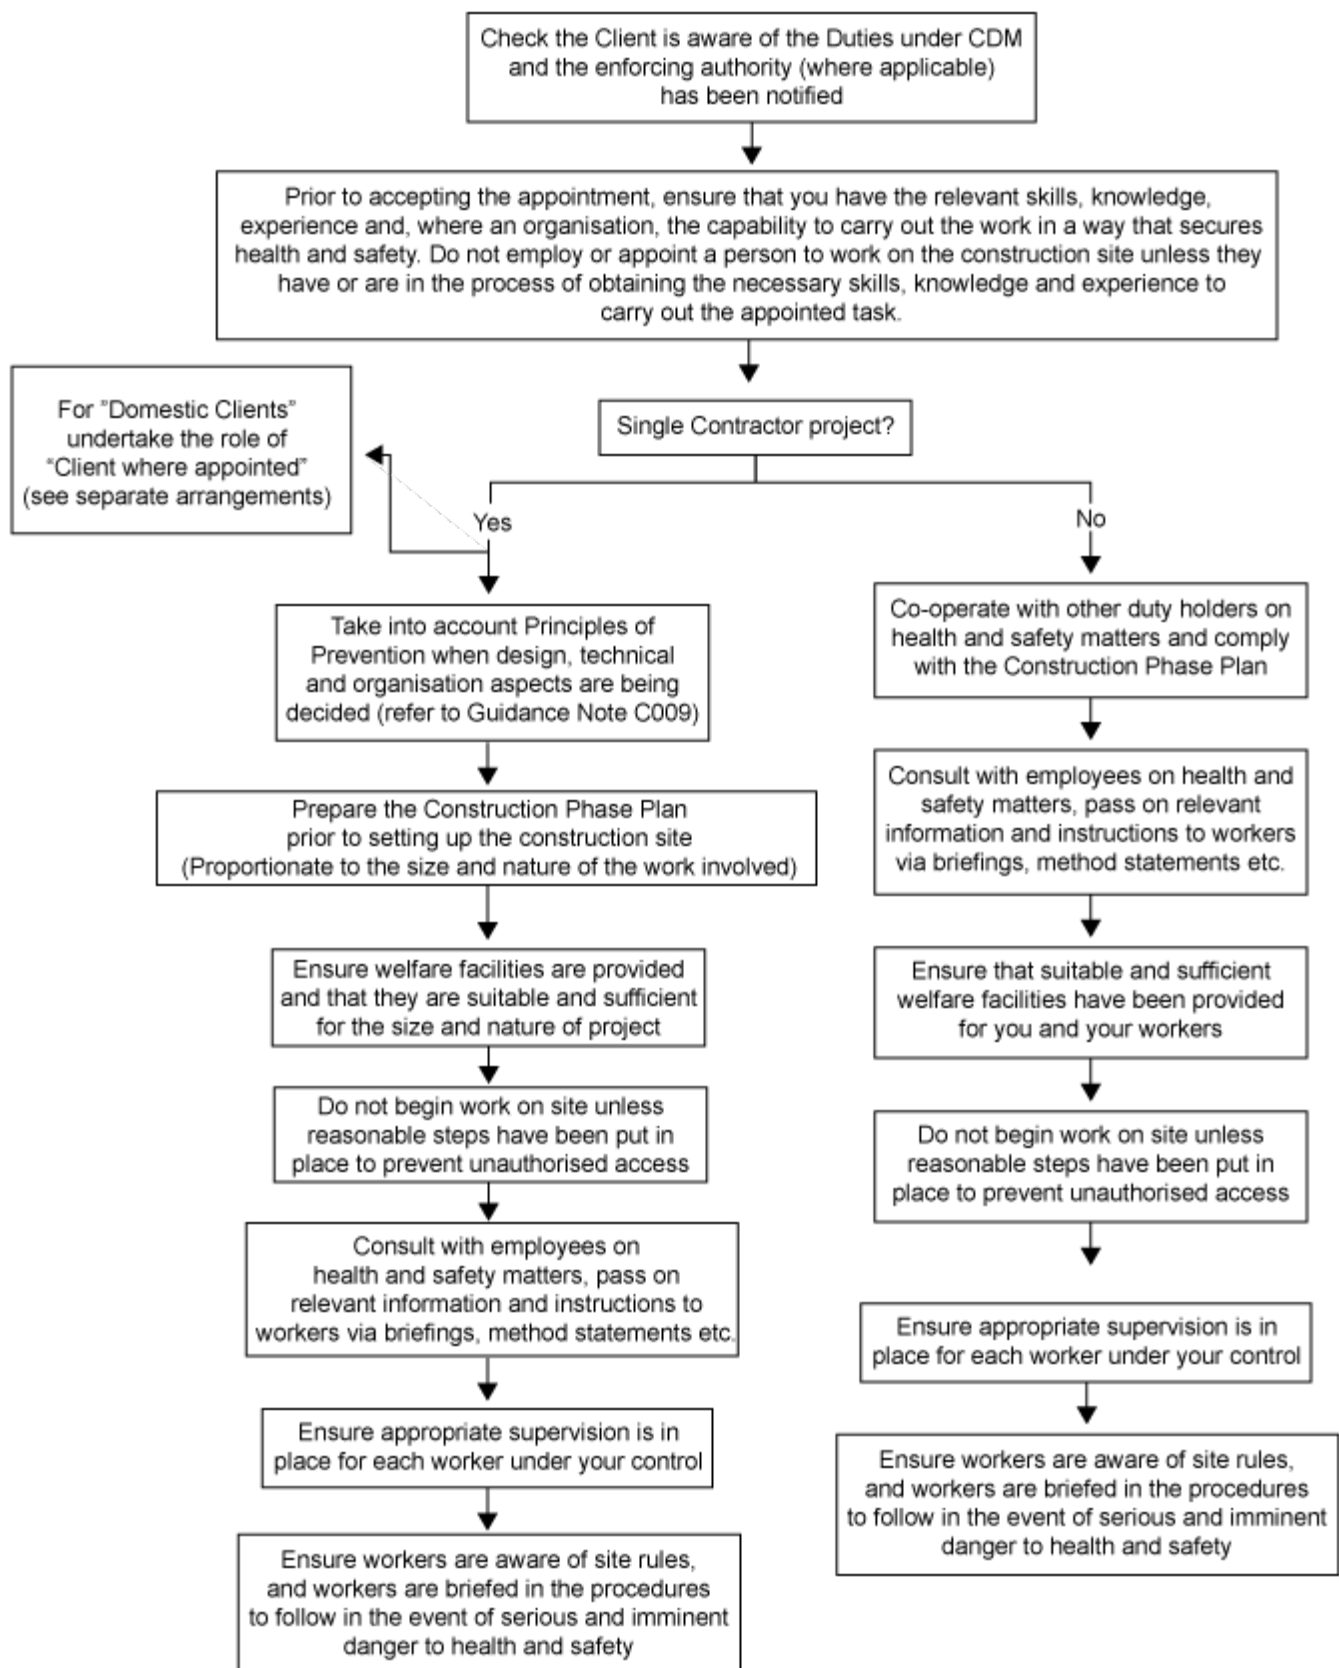 Check the Client is aware of the Duties under CDM
and the enforcing authority (where applicable)
has been notified
Prior to accepting the appointment, ensure that you have the relevant skills, knowledge,
experience and, where an organisation, the capability to carry out the work in a way that secures
health and safety. Do not employ or appoint a person to work on the construction site unless they
have or are in the process of obtaining the necessary skills, knowledge and experience to
carry out the appointed task.
Single Contractor project?
For ”Domestic Clients”
undertake the role of
“Client where appointed”
(see separate arrangements)
Yes
Take into account Principles of
Prevention when design, technical
and organisation aspects are being
decided (refer to Guidance Note C009)
Prepare the Construction Phase Plan
prior to setting up the construction site
(Proportionate to the size and nature of the work involved)
Ensure welfare facilities are provided
and that they are suitable and sufficient
for the size and nature of project
Do not begin work on site unless
reasonable steps have been put in
place to prevent unauthorised access
Consult with employees on
health and safety matters, pass on
relevant information and instructions to
workers via briefings, method statements etc.
Ensure appropriate supervision is in
place for each worker under your control
Ensure workers are aware of site rules,
and workers are briefed in the procedures
to follow in the event of serious and imminent
danger to health and safety
No
Co-operate with other duty holders on
health and safety matters and comply
with the Construction Phase Plan
Consult with employees on health and
safety matters, pass on relevant
information and instructions to workers
via briefings, method statements etc.
Ensure that suitable and sufficient
welfare facilities have been provided
for you and your workers
Do not begin work on site unless
reasonable steps have been put in
place to prevent unauthorised access
Ensure appropriate supervision is in
place for each worker under your control
Ensure workers are aware of site rules,
and workers are briefed in the procedures
to follow in the event of serious and imminent
danger to health and safety